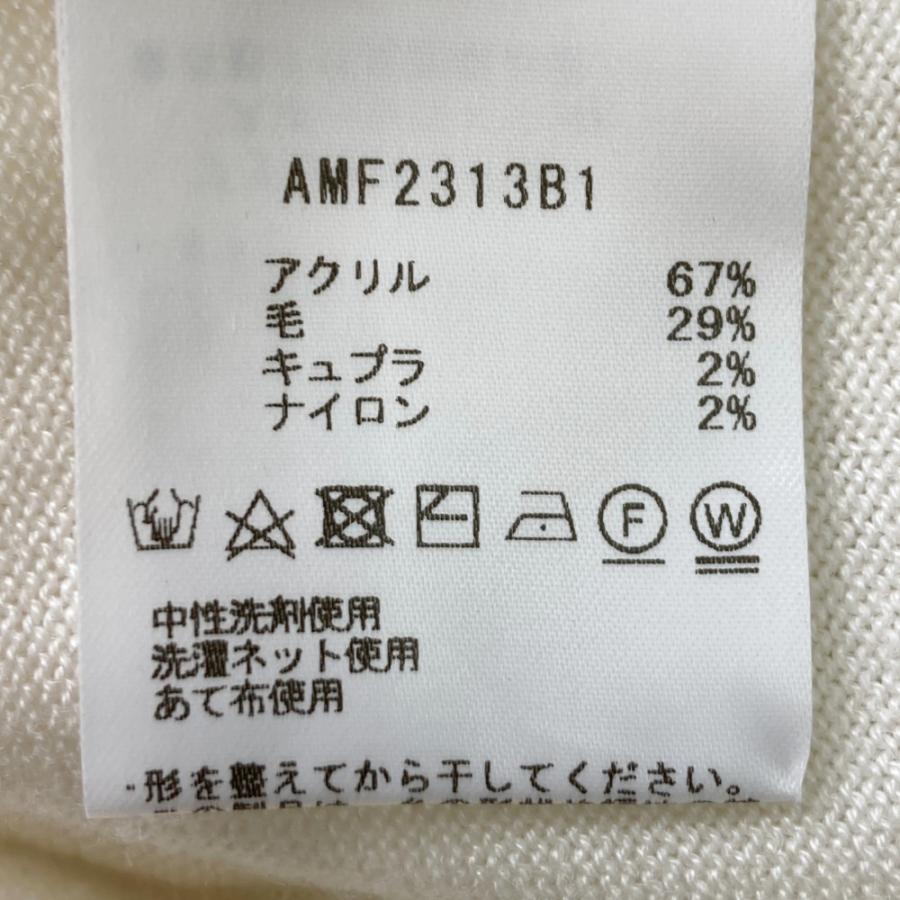 AMF2313B1
アクリル 67%
毛 29%
キュプラ 2%
ナイロン 2%
F W
中性洗剤使用
洗濯ネット使用
あて布使用
・形を整えてから干してください。